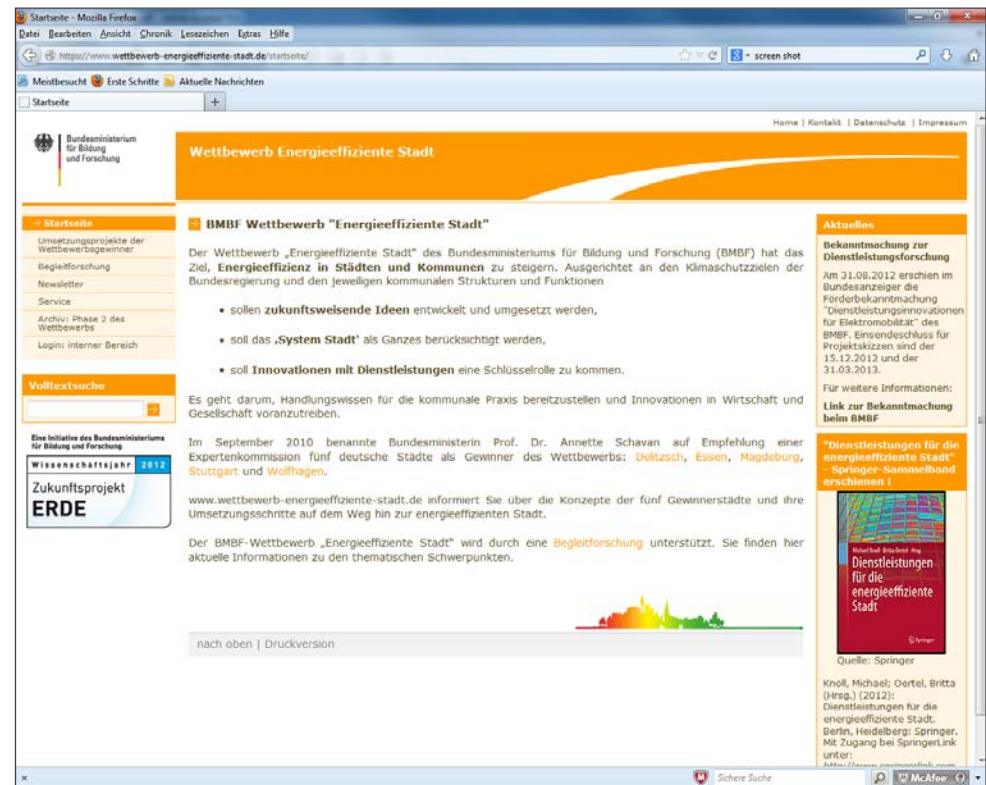 Startseite - Mozilla Firefox
Datei Bearbeiten Ansicht Chronik Lesezeichen Extras Hilfe
https://www.wettbewerb-energieeffiziente-stadt.de/startseite/
screen shot
Meistbesucht Erste Schritte Aktuelle Nachrichten
Startseite
Home | Kontakt | Datenschutz | Impressum
Bundesministerium
für Bildung
und Forschung
Wettbewerb Energieeffiziente Stadt
Startseite
Umsetzungsprojekte der
Wettbewerbsgewinner
Begleitforschung
Newsletter
Service
Archiv: Phase 2 des
Wettbewerbs
Login: interner Bereich
Volltextsuche
Eine Initiative des Bundesministeriums
für Bildung und Forschung
Wissenschaftsjahr 2012
Zukunftsprojekt
ERDE
BMBF Wettbewerb "Energieeffiziente Stadt"
Der Wettbewerb „Energieeffiziente Stadt" des Bundesministeriums für Bildung und Forschung (BMBF) hat das
Ziel, Energieeffizienz in Städten und Kommunen zu steigern. Ausgerichtet an den Klimaschutzzielen der
Bundesregierung und den jeweiligen kommunalen Strukturen und Funktionen
• sollen zukunftsweisende Ideen entwickelt und umgesetzt werden,
• soll das ‚System Stadt' als Ganzes berücksichtigt werden,
• soll Innovationen mit Dienstleistungen eine Schlüsselrolle zu kommen.
Es geht darum, Handlungswissen für die kommunale Praxis bereitzustellen und Innovationen in Wirtschaft und
Gesellschaft voranzutreiben.
Im September 2010 benannte Bundesministerin Prof. Dr. Annette Schavan auf Empfehlung einer
Expertenkommission fünf deutsche Städte als Gewinner des Wettbewerbs: Delitzsch, Essen, Magdeburg,
Stuttgart und Wolfhagen.
www.wettbewerb-energieeffiziente-stadt.de informiert Sie über die Konzepte der fünf Gewinnerstädte und ihre
Umsetzungsschritte auf dem Weg hin zur energieeffizienten Stadt.
Der BMBF-Wettbewerb „Energieeffiziente Stadt" wird durch eine Begleitforschung unterstützt. Sie finden hier
aktuelle Informationen zu den thematischen Schwerpunkten.
nach oben | Druckversion
Aktuelles
Bekanntmachung zur
Dienstleistungsforschung
Am 31.08.2012 erschien im
Bundesanzeiger die
Förderbekanntmachung
"Dienstleistungsinnovationen
für Elektromobilität" des
BMBF. Einsendeschluss für
Projektskizzen sind der
15.12.2012 und der
31.03.2013.
Für weitere Informationen:
Link zur Bekanntmachung
beim BMBF
"Dienstleistungen für die
energieeffiziente Stadt"
- Springer-Sammelband
erschienen !
Michael Knoll Britta Oertel Hrsg.
Dienstleistungen
für die
energieeffiziente
Stadt
Springer
Quelle: Springer
Knoll, Michael; Oertel, Britta
(Hrsg.) (2012):
Dienstleistungen für die
energieeffiziente Stadt.
Berlin, Heidelberg: Springer.
Mit Zugang bei SpringerLink
unter:
Sichere Suche
McAfee